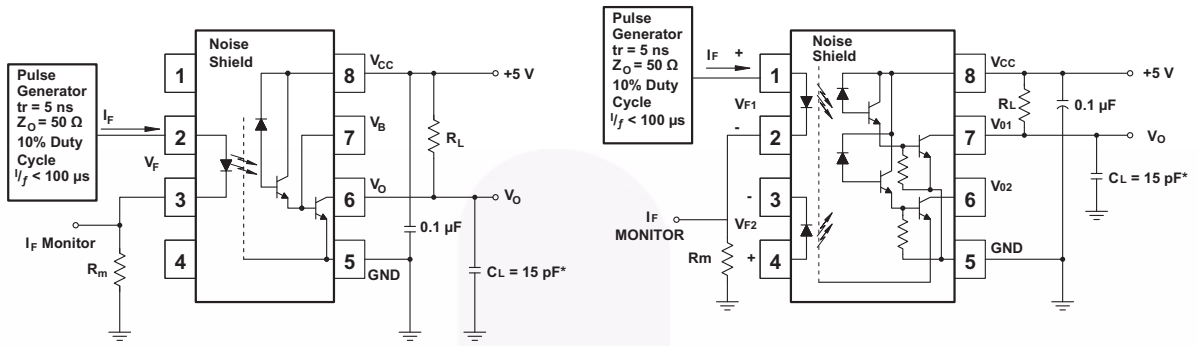 Pulse
Generator
tr = 5 ns
ZO = 50 Ω
10% Duty
Cycle
I/f < 100 μs
IF
VF
IF Monitor
Rm
Noise
Shield
1
2
3
4
8
7
6
5
VCC
VB
VO
GND
+5 V
RL
VO
0.1 μF
CL = 15 pF*
Pulse
Generator
tr = 5 ns
ZO = 50 Ω
10% Duty
Cycle
I/f < 100 μs
IF
+
VF1
-
-
VF2
+
IF
MONITOR
Rm
Noise
Shield
1
2
3
4
8
7
6
5
VCC
V01
V02
GND
+5 V
RL
0.1 μF
VO
CL = 15 pF*